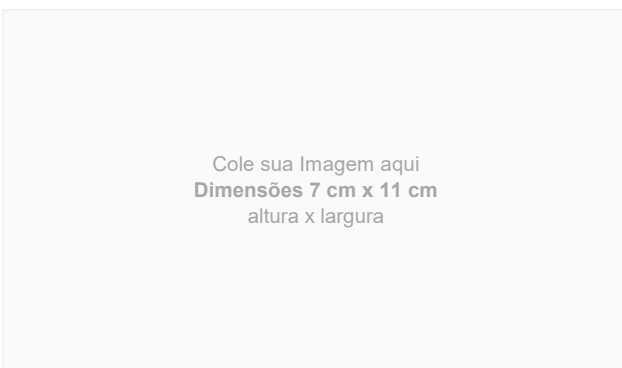 Cole sua Imagem aqui
Dimensões 7 cm x 11 cm
altura x largura